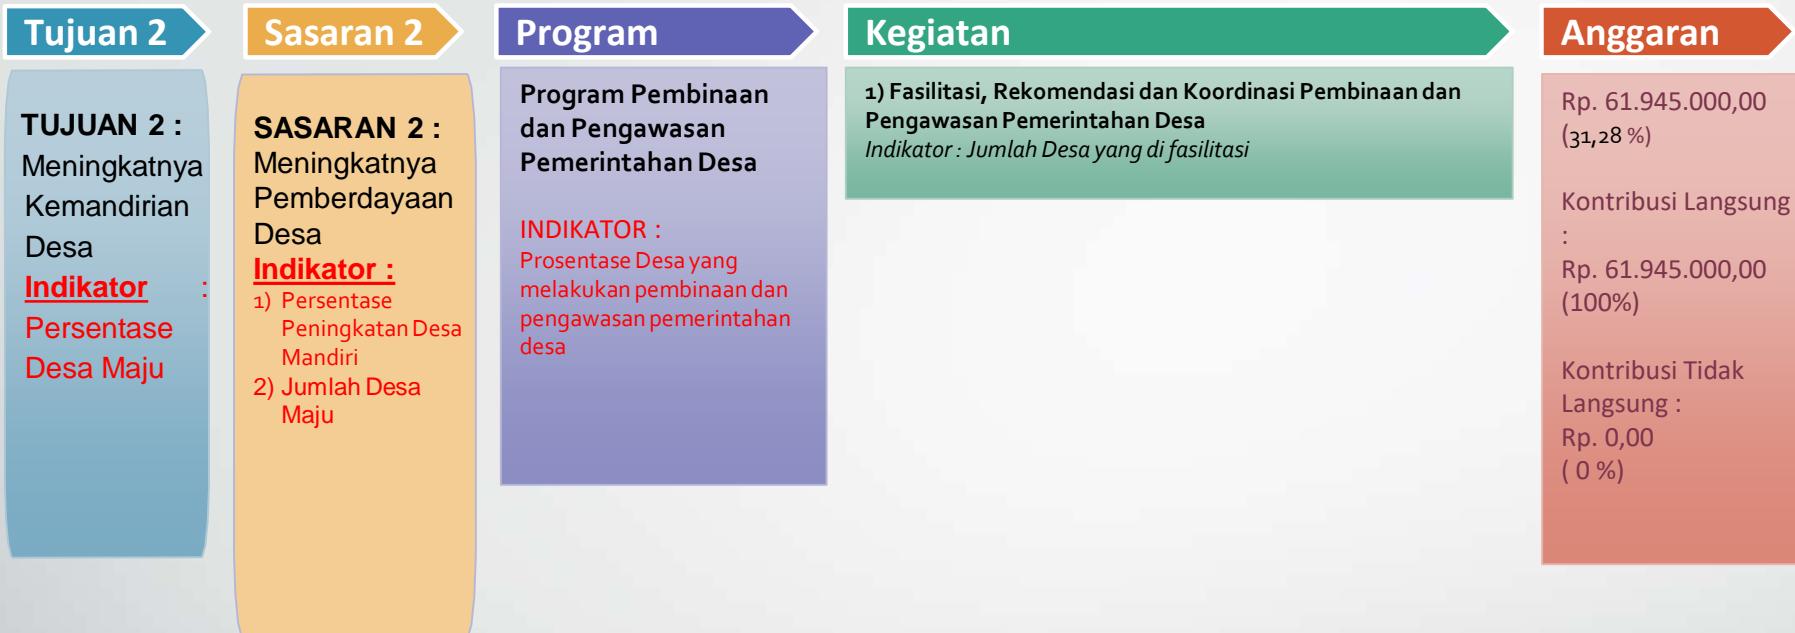 Tujuan 2
Sasaran 2
Program
Kegiatan
Anggaran
TUJUAN 2 :
Meningkatnya
Kemandirian
Desa
Indikator :
Persentase
Desa Maju
SASARAN 2 :
Meningkatnya
Pemberdayaan
Desa
Indikator :
1) Persentase
Peningkatan Desa
Mandiri
2) Jumlah Desa
Maju
Program Pembinaan
dan Pengawasan
Pemerintahan Desa
INDIKATOR :
Prosentase Desa yang
melakukan pembinaan dan
pengawasan pemerintahan
desa
1) Fasilitasi, Rekomendasi dan Koordinasi Pembinaan dan
Pengawasan Pemerintahan Desa
Indikator : Jumlah Desa yang di fasilitasi
Rp. 61.945.000,00
(31,28 %)
Kontribusi Langsung
:
Rp. 61.945.000,00
(100%)
Kontribusi Tidak
Langsung :
Rp. 0,00
( 0 %)